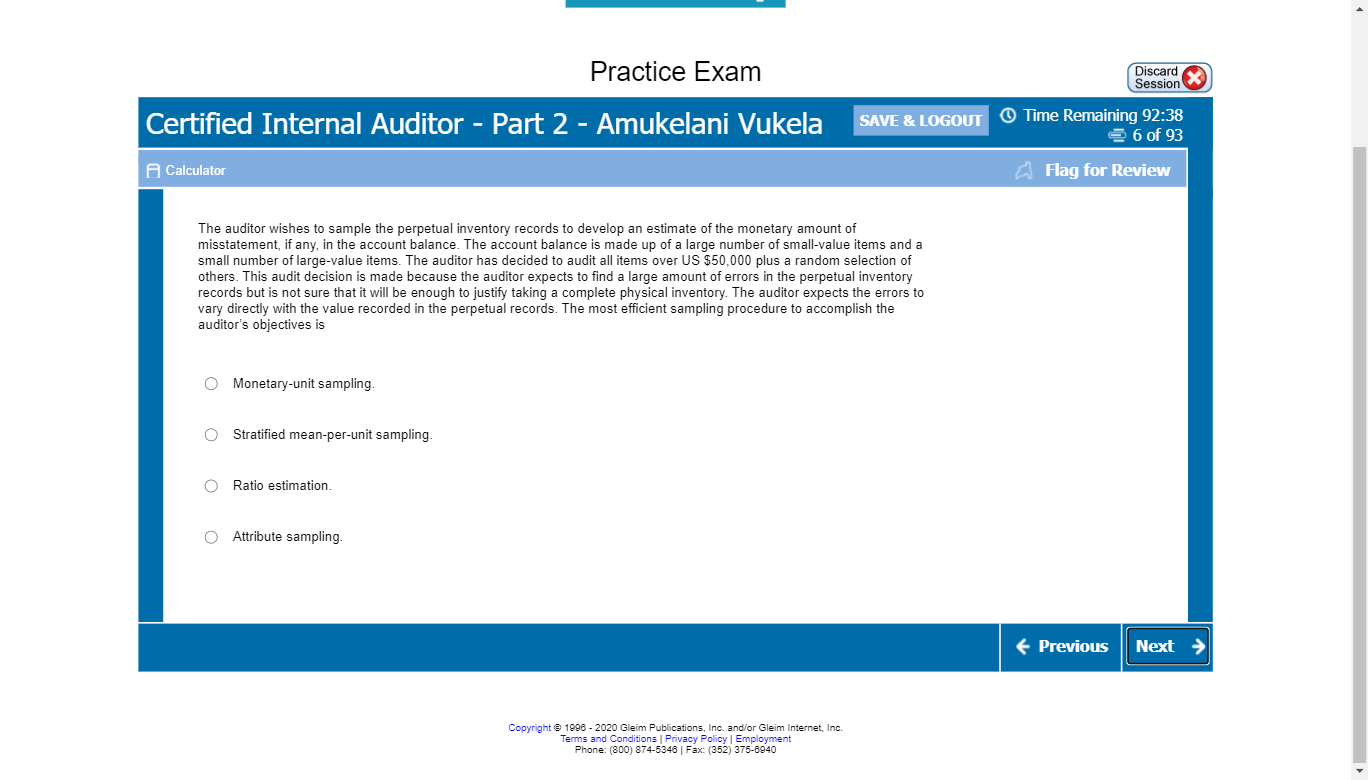 Practice Exam
Discard
Session
Certified Internal Auditor - Part 2 - Amukelani Vukela
SAVE & LOGOUT
Time Remaining 92:38
6 of 93
Calculator
Flag for Review
The auditor wishes to sample the perpetual inventory records to develop an estimate of the monetary amount of
misstatement, if any, in the account balance. The account balance is made up of a large number of small-value items and a
small number of large-value items. The auditor has decided to audit all items over US $50,000 plus a random selection of
others. This audit decision is made because the auditor expects to find a large amount of errors in the perpetual inventory
records but is not sure that it will be enough to justify taking a complete physical inventory. The auditor expects the errors to
vary directly with the value recorded in the perpetual records. The most efficient sampling procedure to accomplish the
auditor's objectives is
Monetary-unit sampling.
Stratified mean-per-unit sampling.
Ratio estimation.
Attribute sampling.
Previous
Next
Copyright © 1996 - 2020 Gleim Publications, Inc. and/or Gleim Internet, Inc.
Terms and Conditions | Privacy Policy | Employment
Phone: (800) 874-5346 | Fax: (352) 375-6940